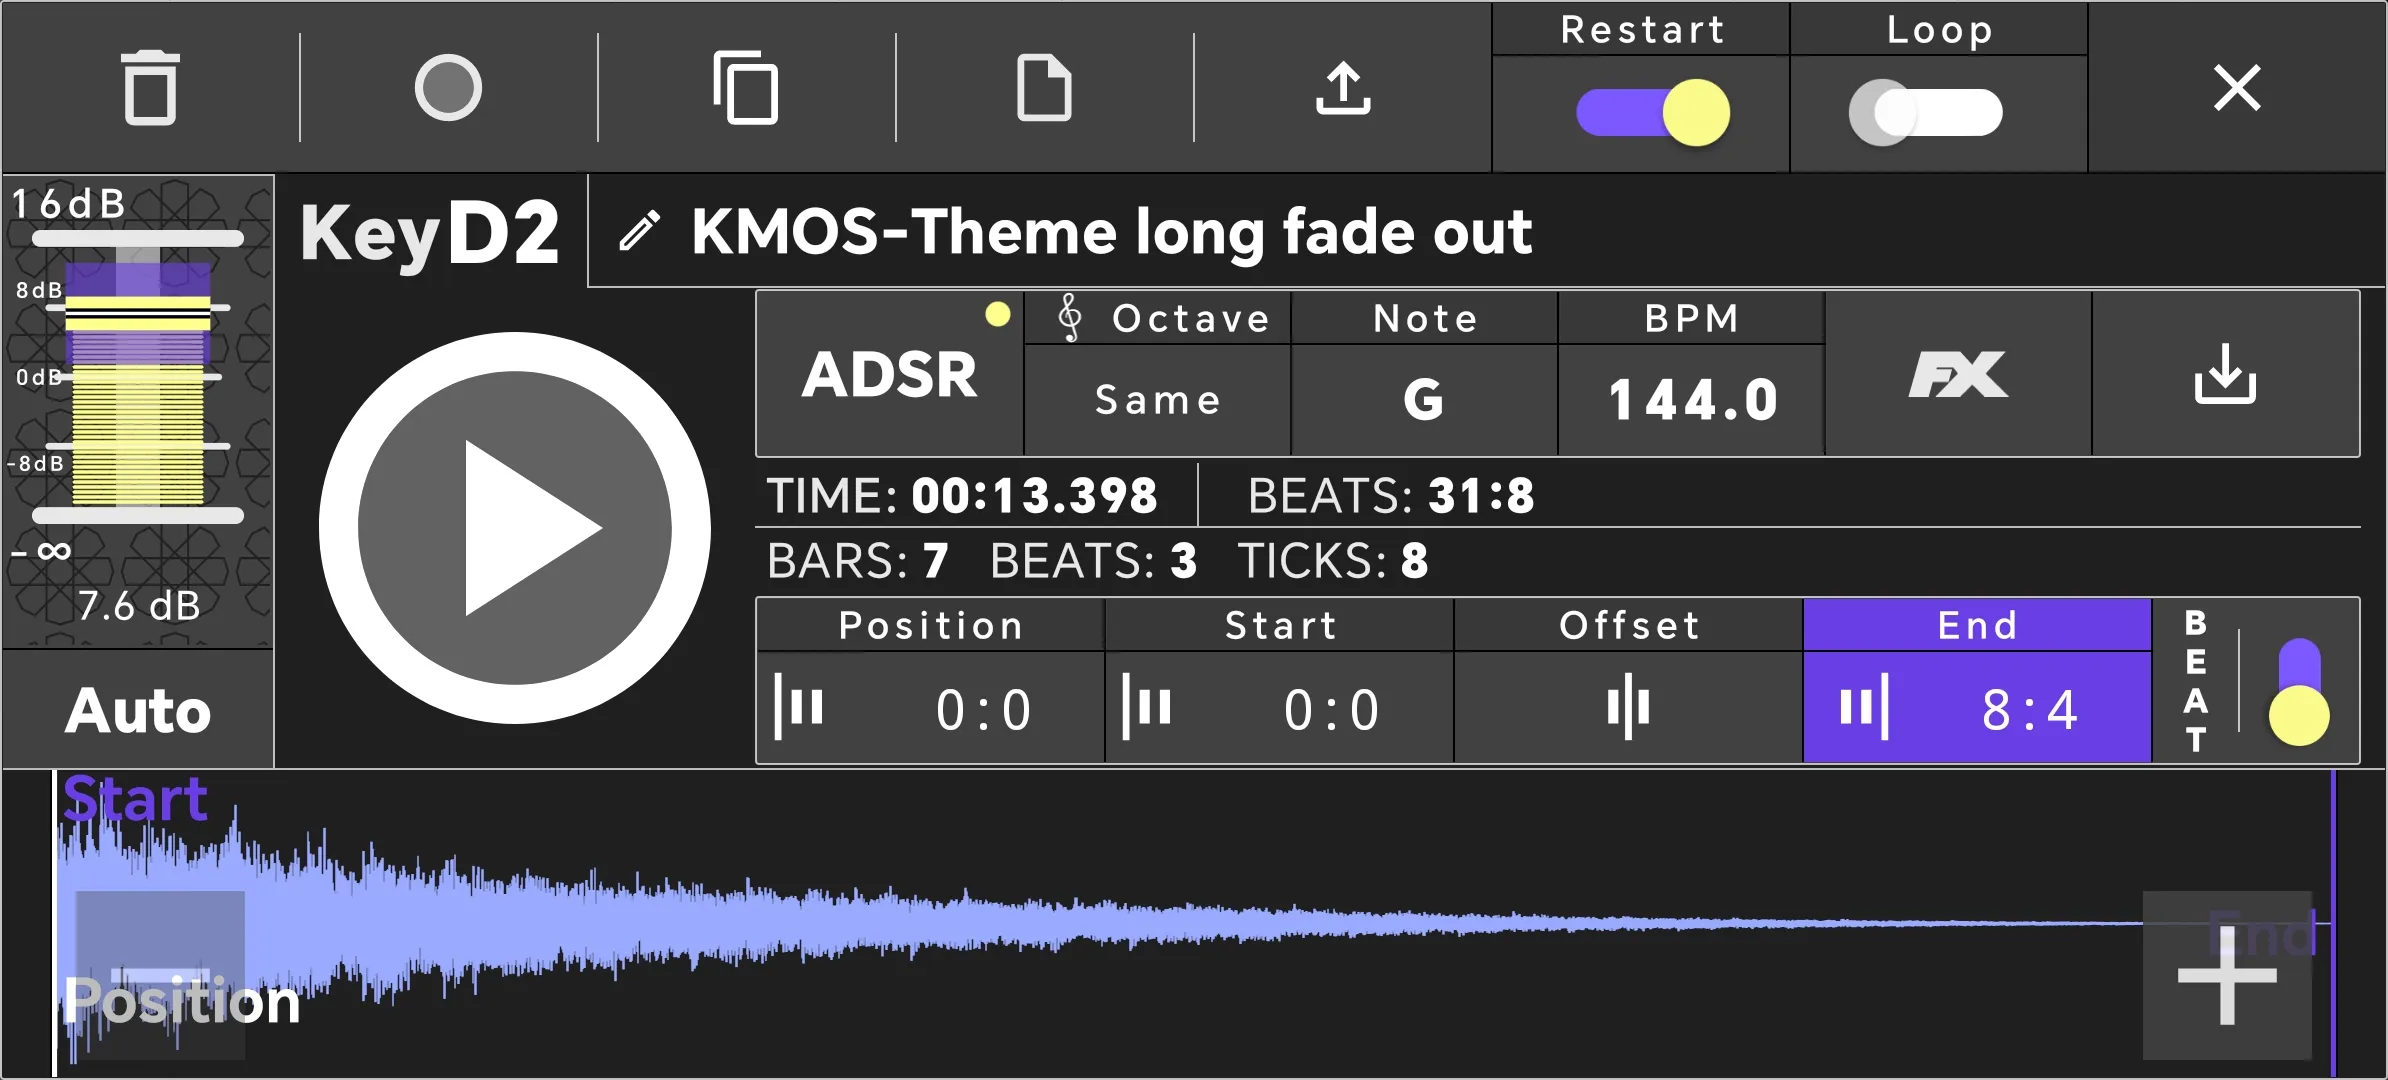 Restart
Loop
16dB
8dB
0dB
-8dB
-∞
7.6 dB
Auto
KeyD2
KMOS-Theme long fade out
ADSR
Octave
Same
Note
G
BPM
144.0
FX
TIME: 00:13.398
BEATS: 31:8
BARS: 7 BEATS: 3 TICKS: 8
Position
0:0
Start
0:0
Offset
End
8:4
BEAT
Start
Position
End